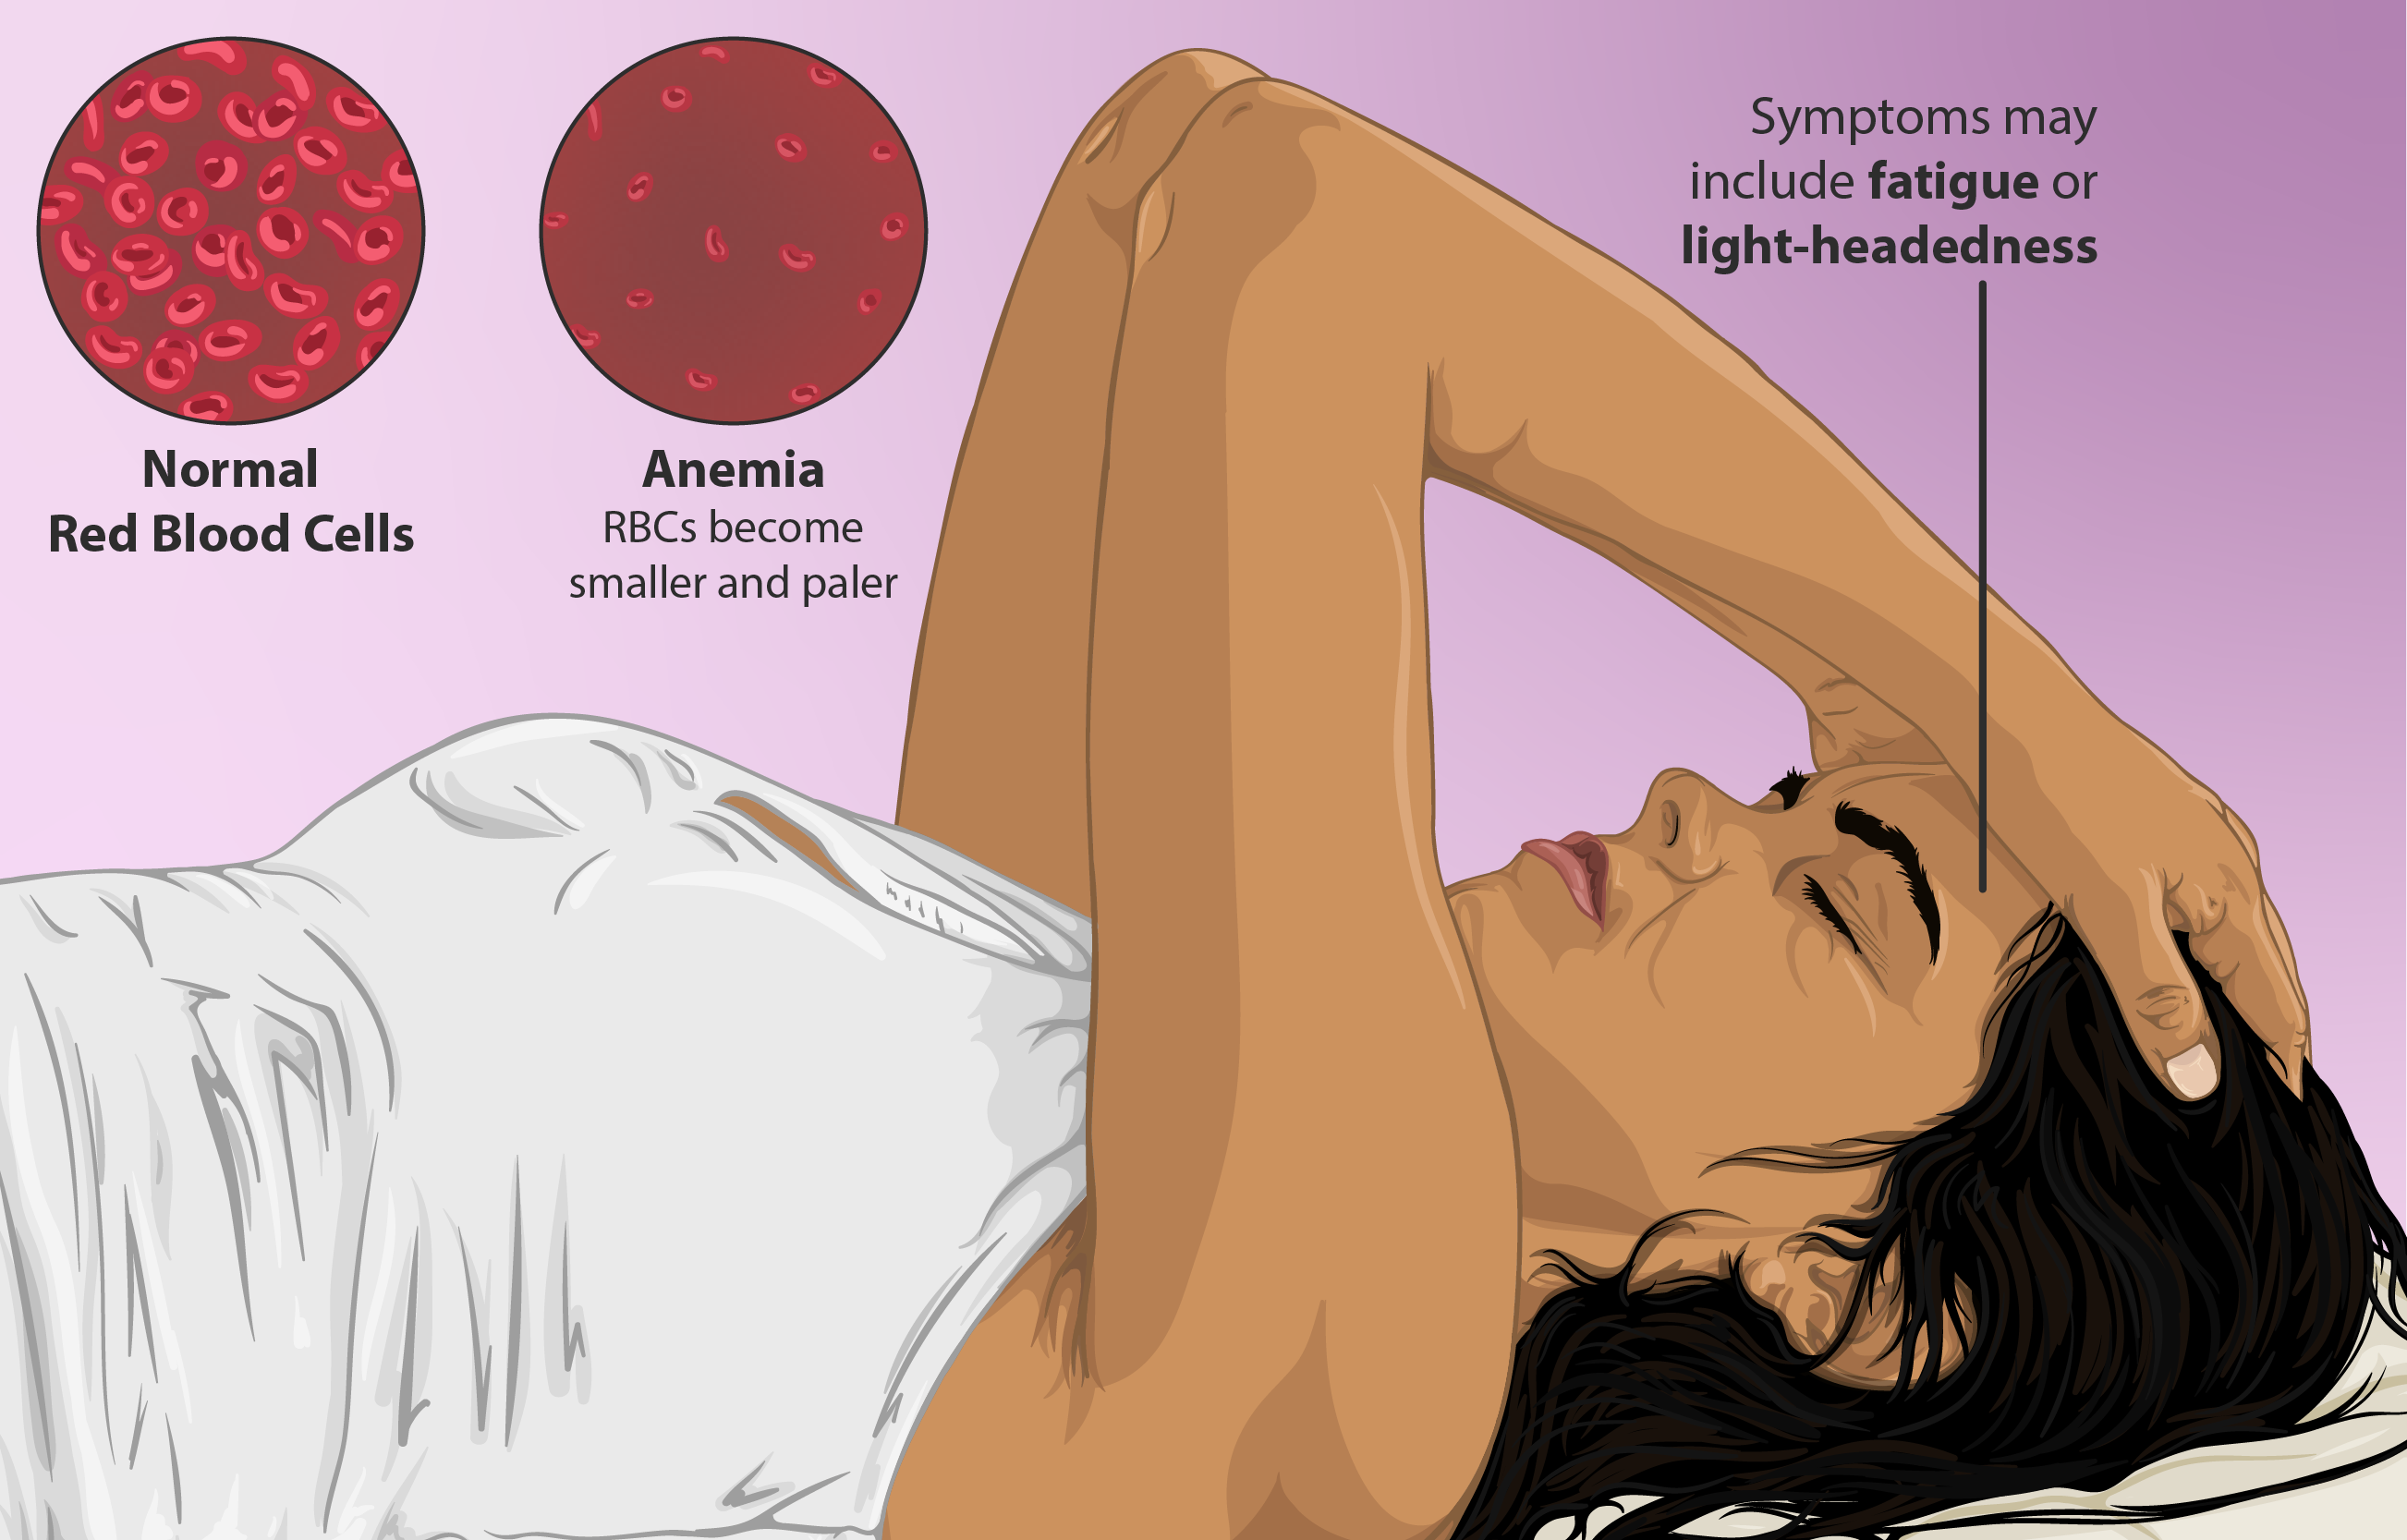 Normal
Red Blood Cells
Anemia
RBCs become
smaller and paler
Symptoms may
include fatigue or
light-headedness